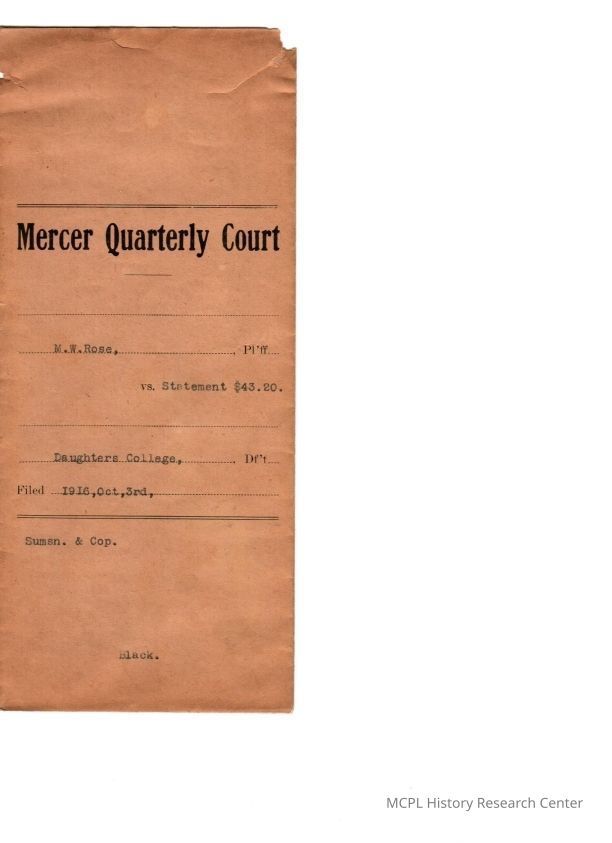 Mercer Quarterly Court
M.W.Rose, Pl'ff
vs. Statement $43.20.
Daughters College, Df't
Filed 1916,Oct,3rd,
Sumsn. & Cop.
Black.
MCPL History Research Center